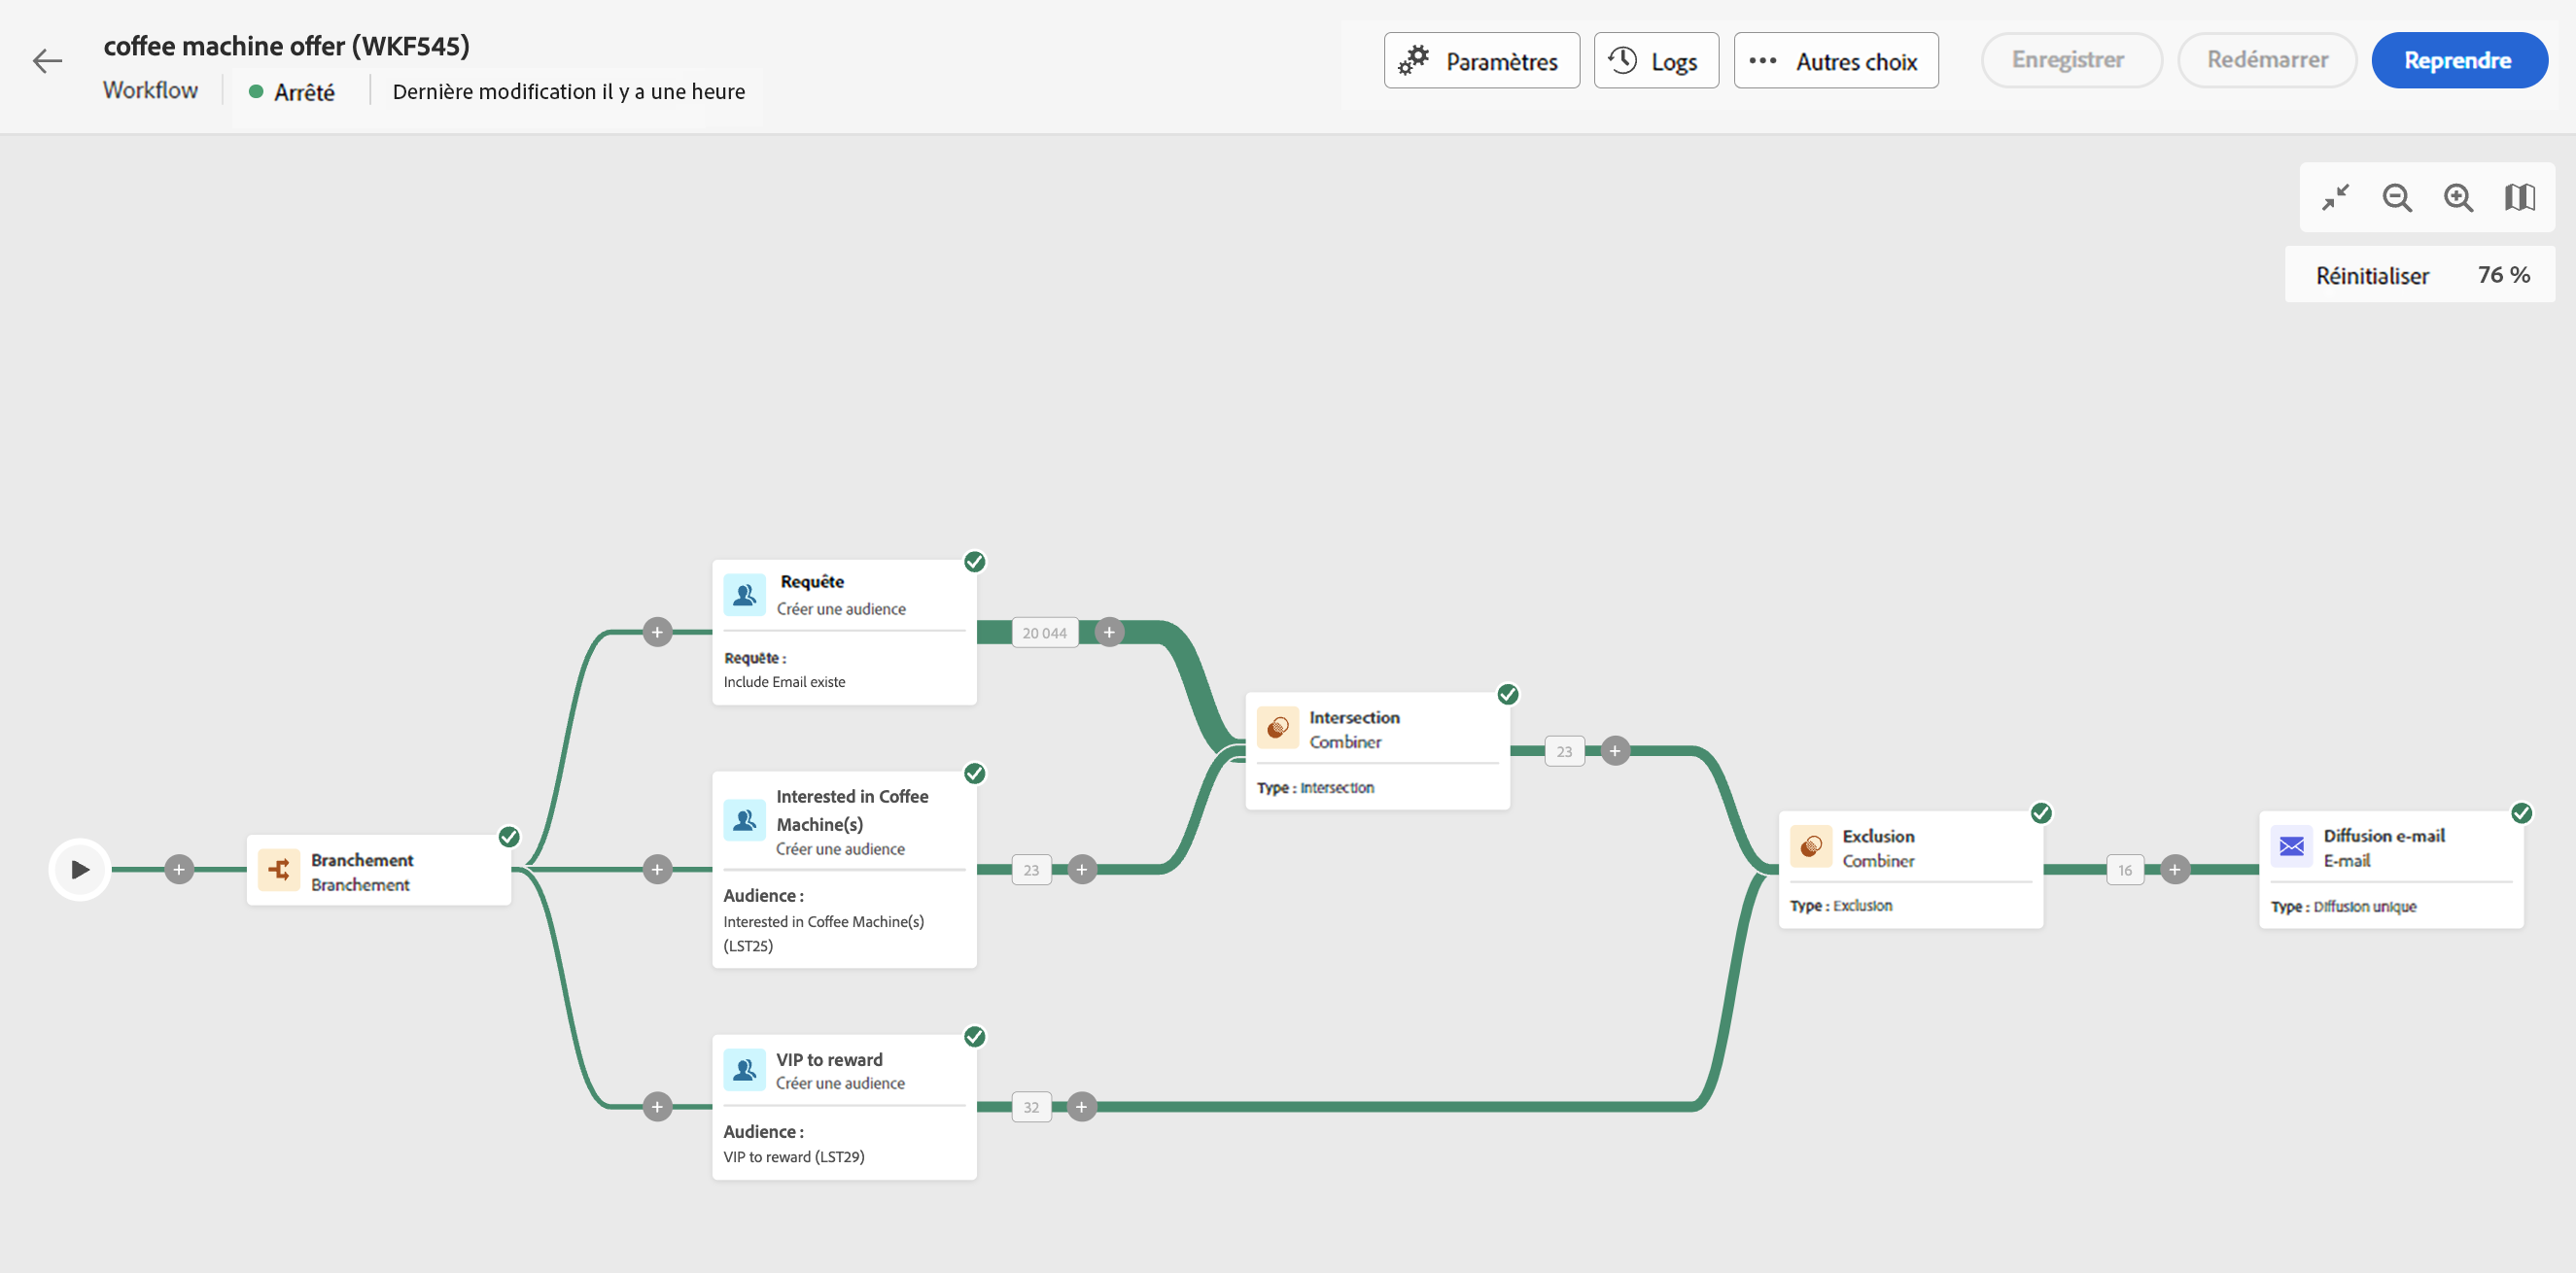 coffee machine offer (WKF545)
Workflow
Arrêté
Dernière modification il y a une heure
Paramètres
Logs
Autres choix
Enregistrer
Redémarrer
Reprendre
Réinitialiser
76 %
Branchement
Branchement
Requête
Créer une audience
Requête :
Include Email existe
20 044
Interested in Coffee
Machine(s)
Créer une audience
Audience :
Interested in Coffee Machine(s)
(LST25)
23
VIP to reward
Créer une audience
Audience :
VIP to reward (LST29)
32
Intersection
Combiner
Type : Intersection
23
Exclusion
Combiner
Type : Exclusion
16
Diffusion e-mail
E-mail
Type : Diffusion unique